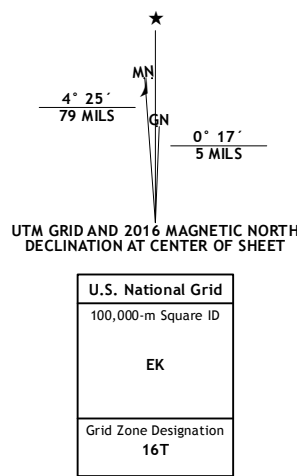 MN
GN
4° 25´
79 MILS
0° 17´
5 MILS
UTM GRID AND 2016 MAGNETIC NORTH
DECLINATION AT CENTER OF SHEET
U.S. National Grid
100,000-m Square ID
EK
Grid Zone Designation
16T